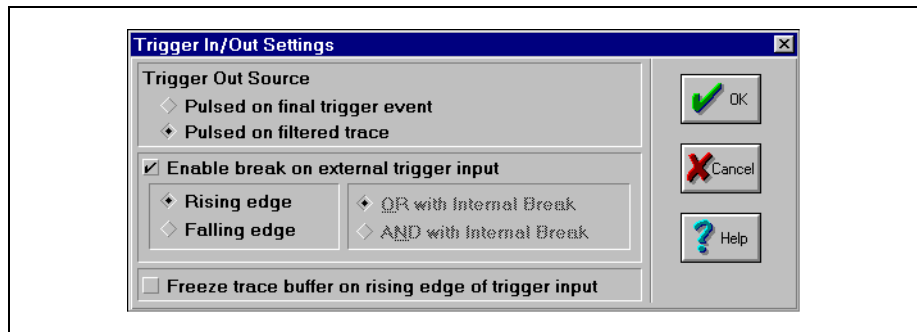 Trigger In/Out Settings
Trigger Out Source
Pulsed on final trigger event
Pulsed on filtered trace
Enable break on external trigger input
Rising edge
Falling edge
OR with Internal Break
AND with Internal Break
Freeze trace buffer on rising edge of trigger input
OK
Cancel
Help